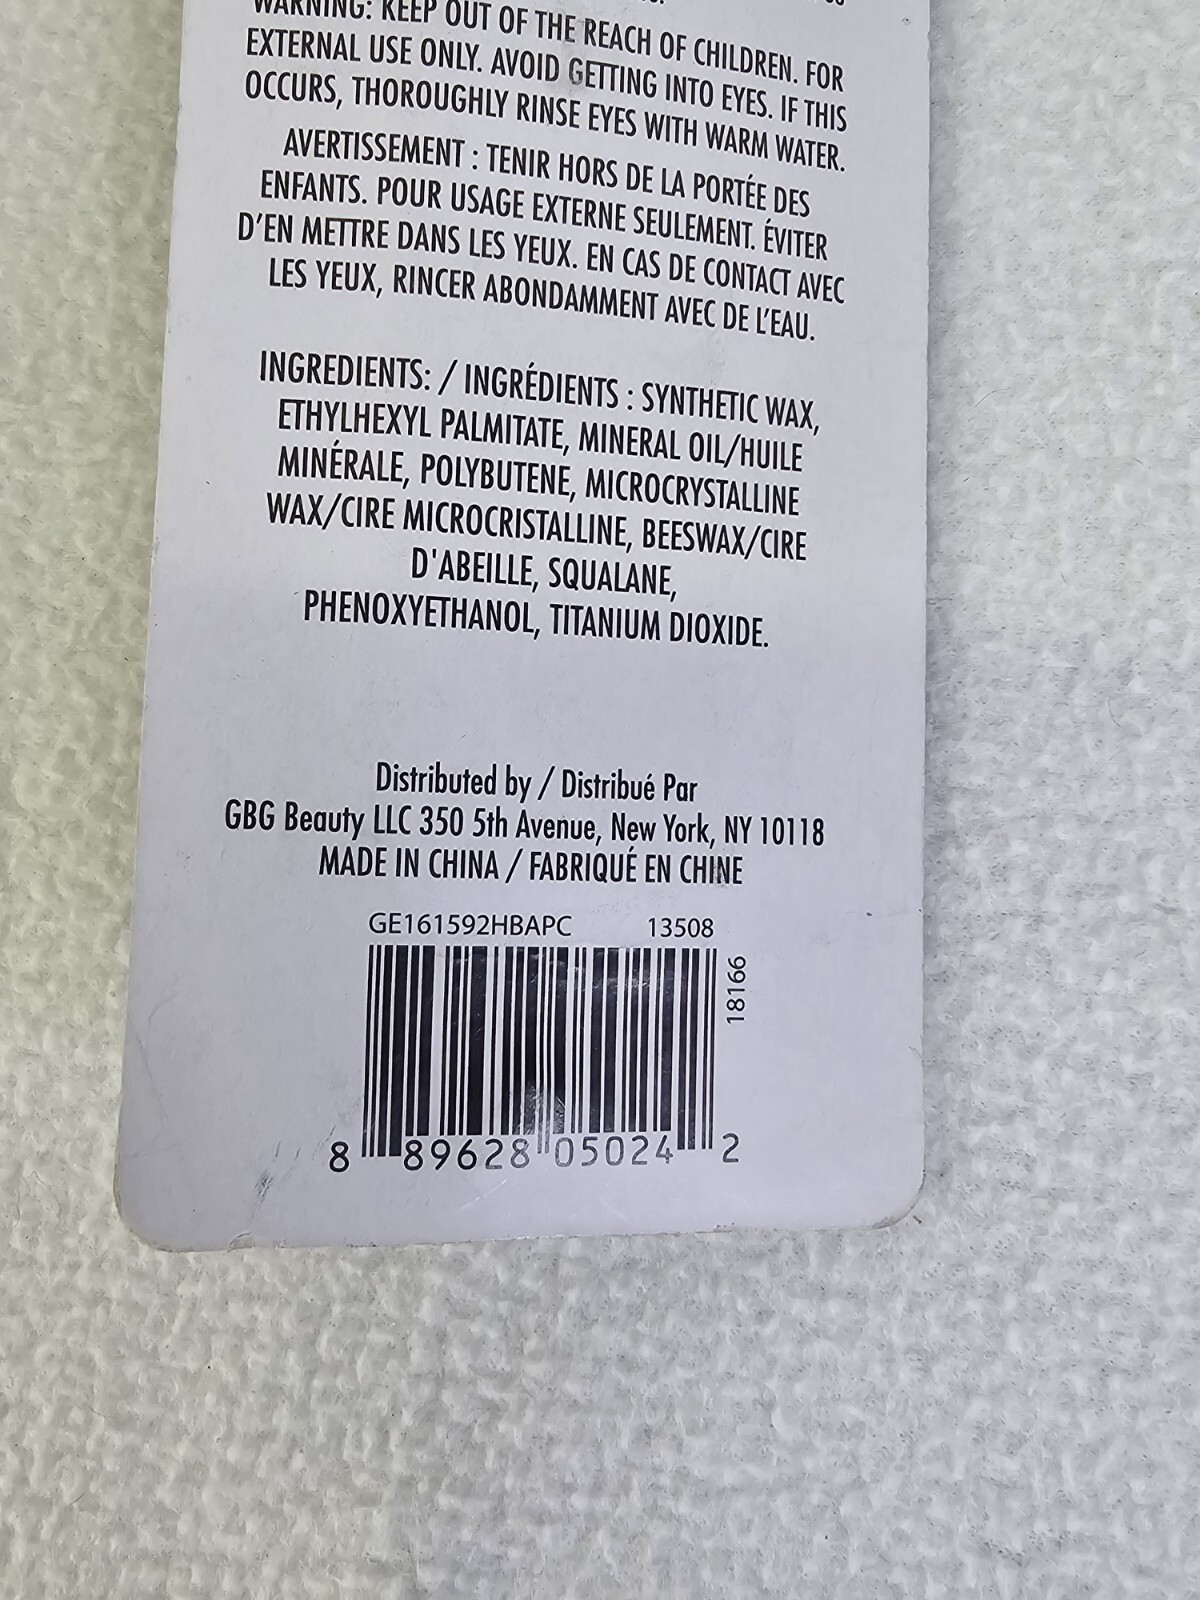 WARNING: KEEP OUT OF THE REACH OF CHILDREN. FOR
EXTERNAL USE ONLY. AVOID GETTING INTO EYES. IF THIS
OCCURS, THOROUGHLY RINSE EYES WITH WARM WATER.
AVERTISSEMENT : TENIR HORS DE LA PORTÉE DES
ENFANTS. POUR USAGE EXTERNE SEULEMENT. ÉVITER
D'EN METTRE DANS LES YEUX. EN CAS DE CONTACT AVEC
LES YEUX, RINCER ABONDAMMENT AVEC DE L'EAU.
INGREDIENTS: / INGRÉDIENTS : SYNTHETIC WAX,
ETHYLHEXYL PALMITATE, MINERAL OIL/HUILE
MINÉRALE, POLYBUTENE, MICROCRYSTALLINE
WAX/CIRE MICROCRISTALLINE, BEESWAX/CIRE
D'ABEILLE, SQUALANE,
PHENOXYETHANOL, TITANIUM DIOXIDE.
Distributed by / Distribué Par
GBG Beauty LLC 350 5th Avenue, New York, NY 10118
MADE IN CHINA / FABRIQUÉ EN CHINE
GE161592HBAPC 13508
18166
8 89628 05024 2